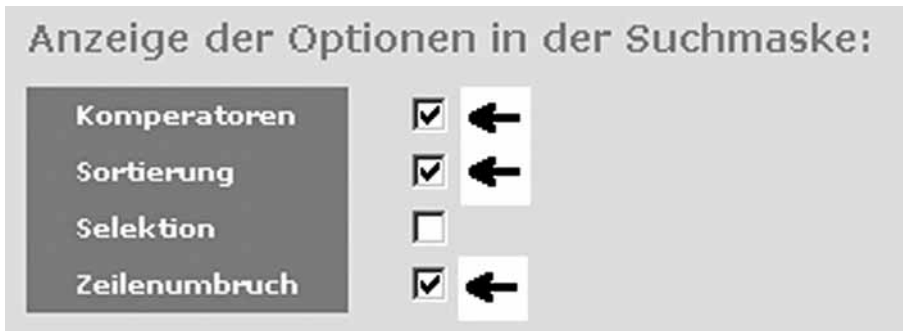 Anzeige der Optionen in der Suchmaske:
Komperatoren
Sortierung
Selektion
Zeilenumbruch